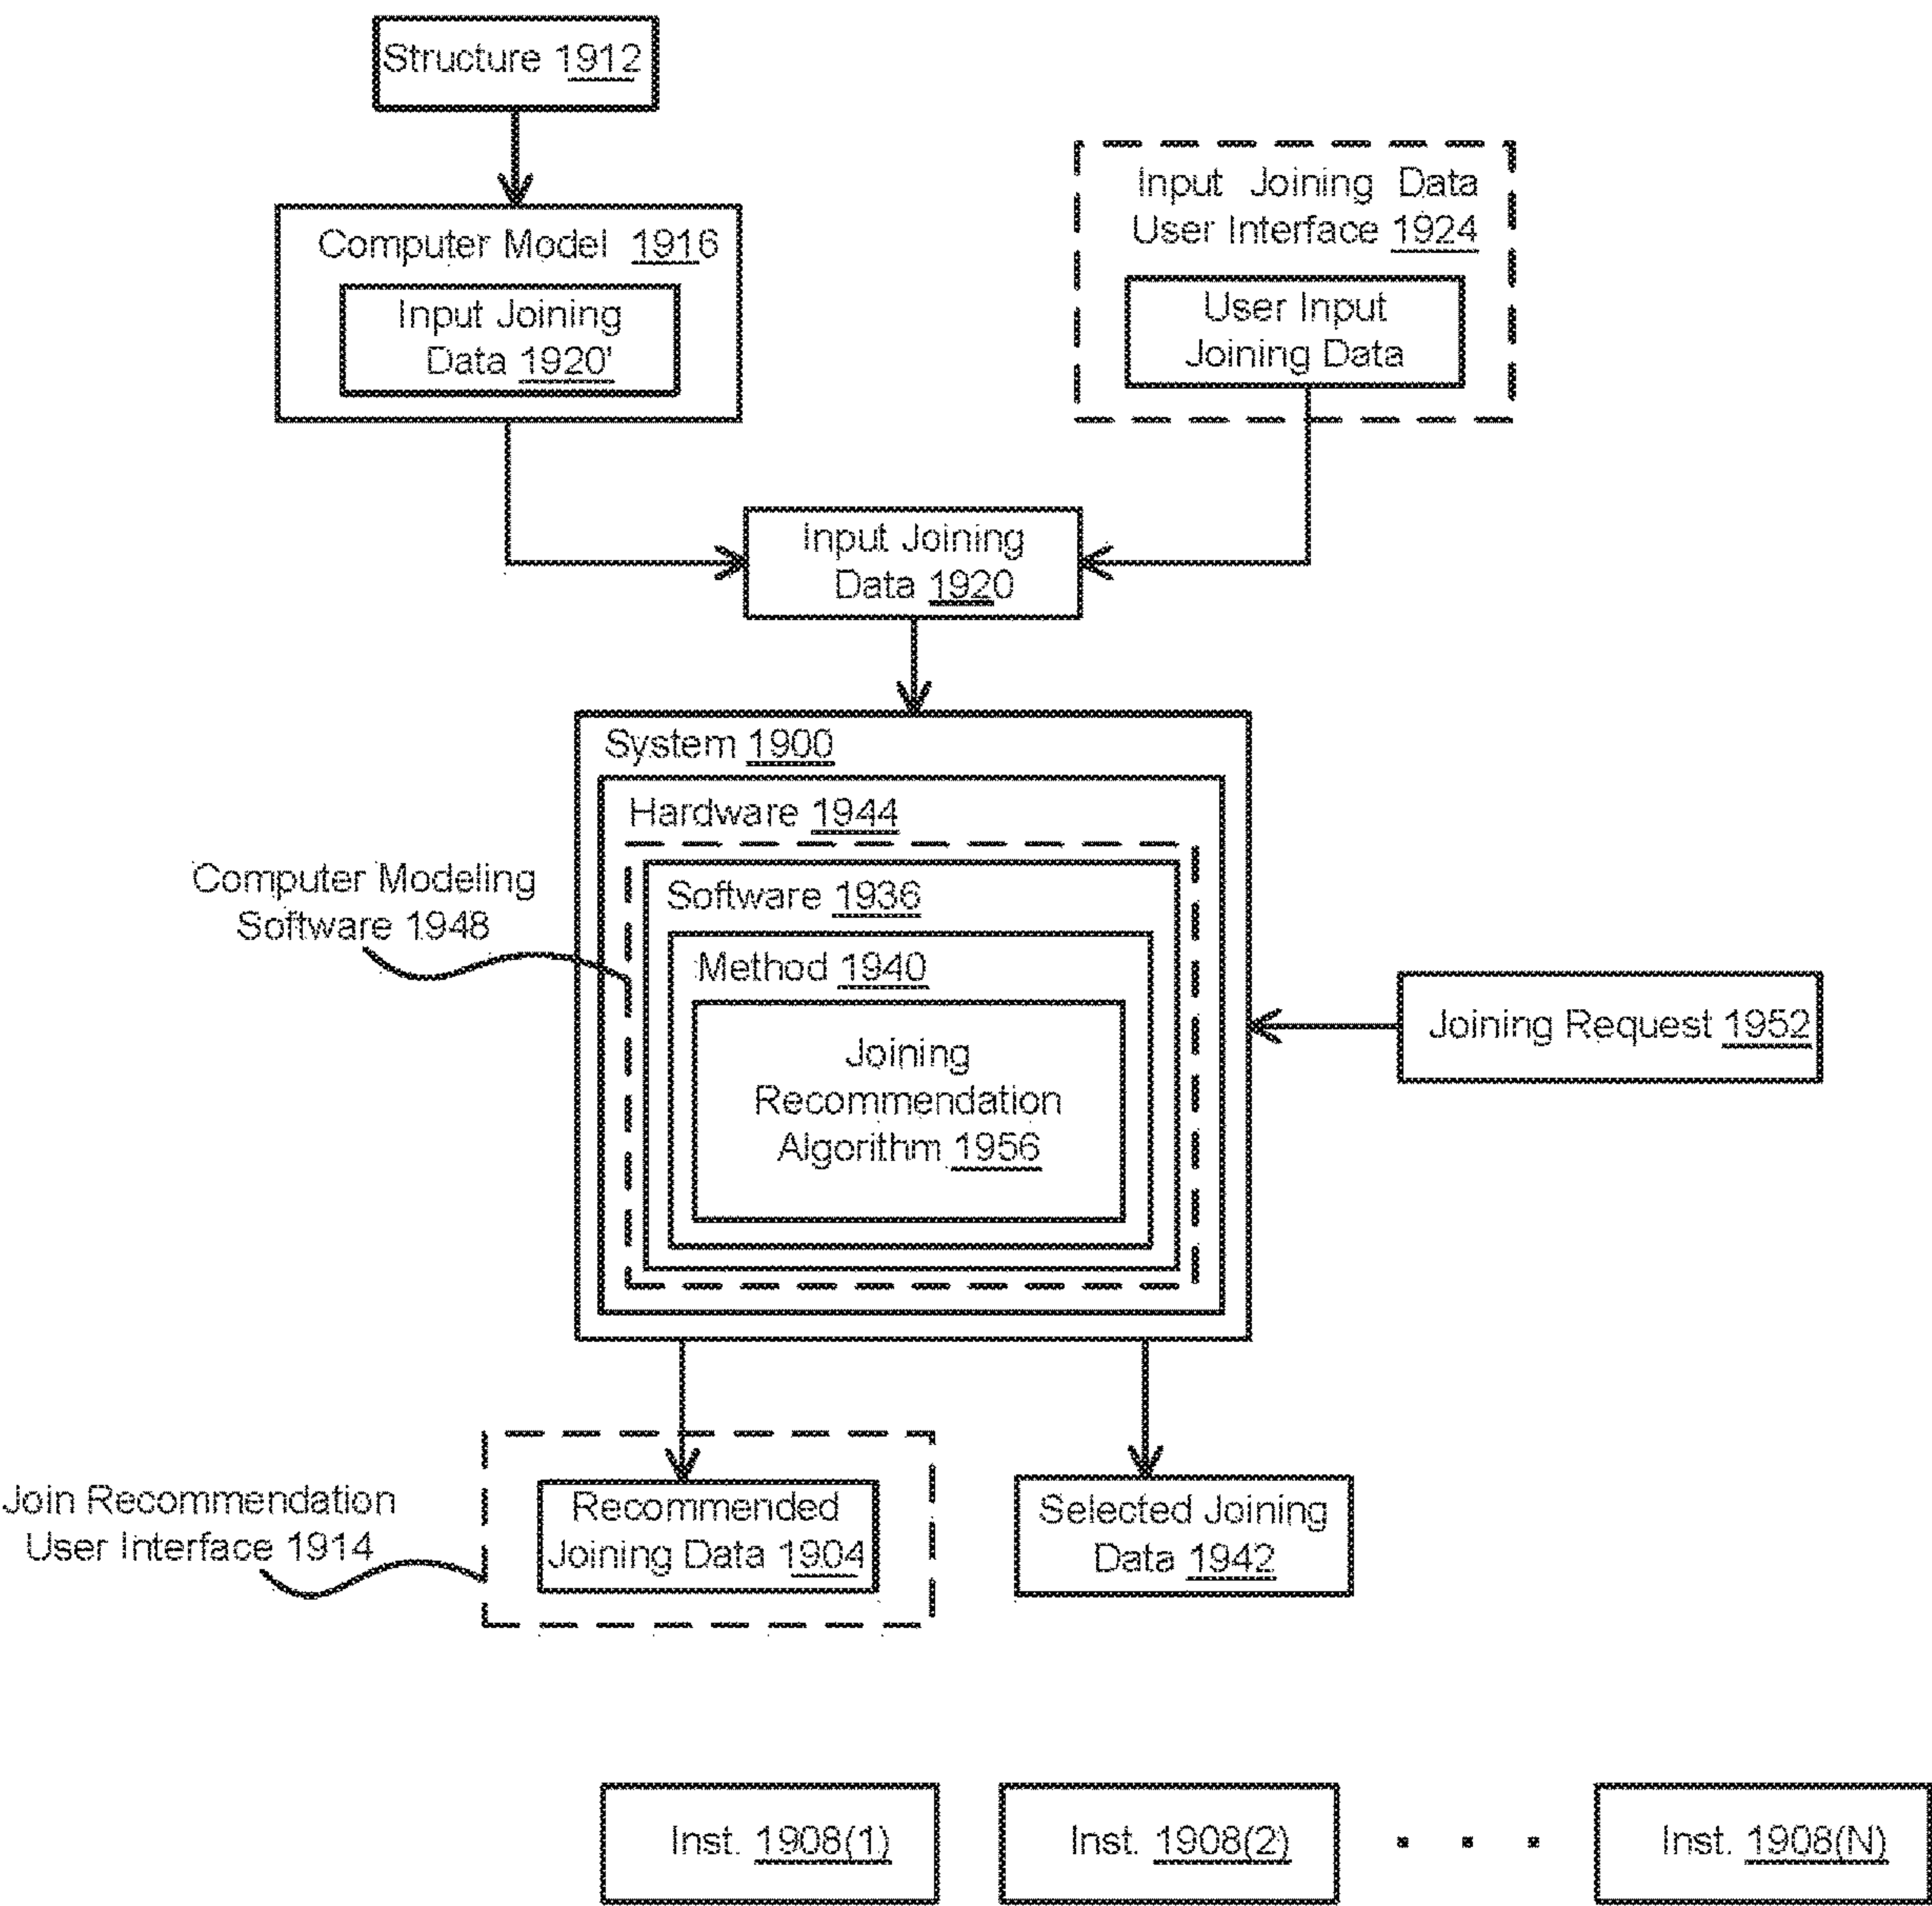 Structure 1912
Computer Model 1916
Input Joining
Data 1920'
Input Joining Data
User Interface 1924
User Input
Joining Data
Input Joining
Data 1920
System 1900
Hardware 1944
Computer Modeling
Software 1948
Software 1936
Method 1940
Joining
Recommendation
Algorithm 1956
Joining Request 1952
Join Recommendation
User Interface 1914
Recommended
Joining Data 1904
Selected Joining
Data 1942
Inst. 1908(1)
Inst. 1908(2)
. . .
Inst. 1908(N)